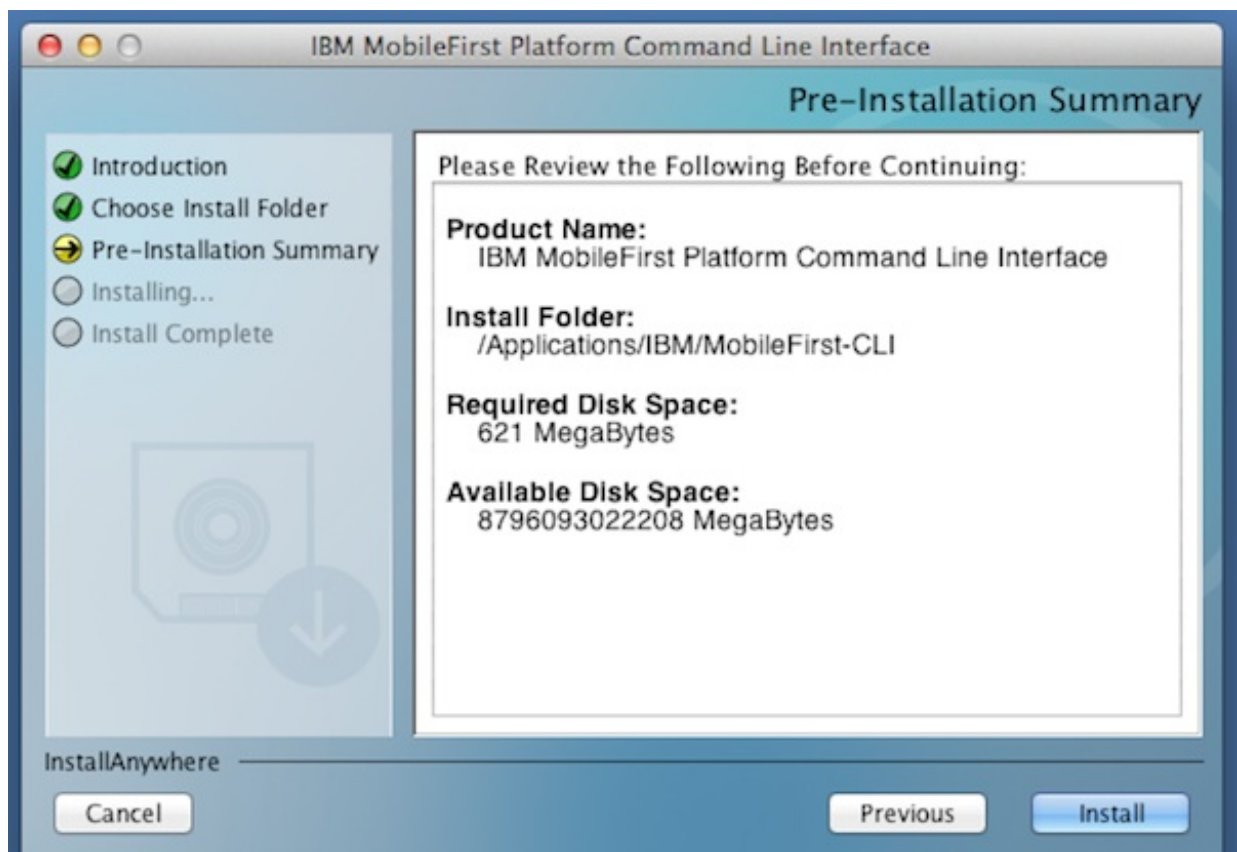 IBM MobileFirst Platform Command Line Interface
Pre-Installation Summary
Introduction
Choose Install Folder
Pre-Installation Summary
Installing...
Install Complete
Please Review the Following Before Continuing:
Product Name:
IBM MobileFirst Platform Command Line Interface
Install Folder:
/Applications/IBM/MobileFirst-CLI
Required Disk Space:
621 MegaBytes
Available Disk Space:
8796093022208 MegaBytes
InstallAnywhere
Cancel
Previous
Install